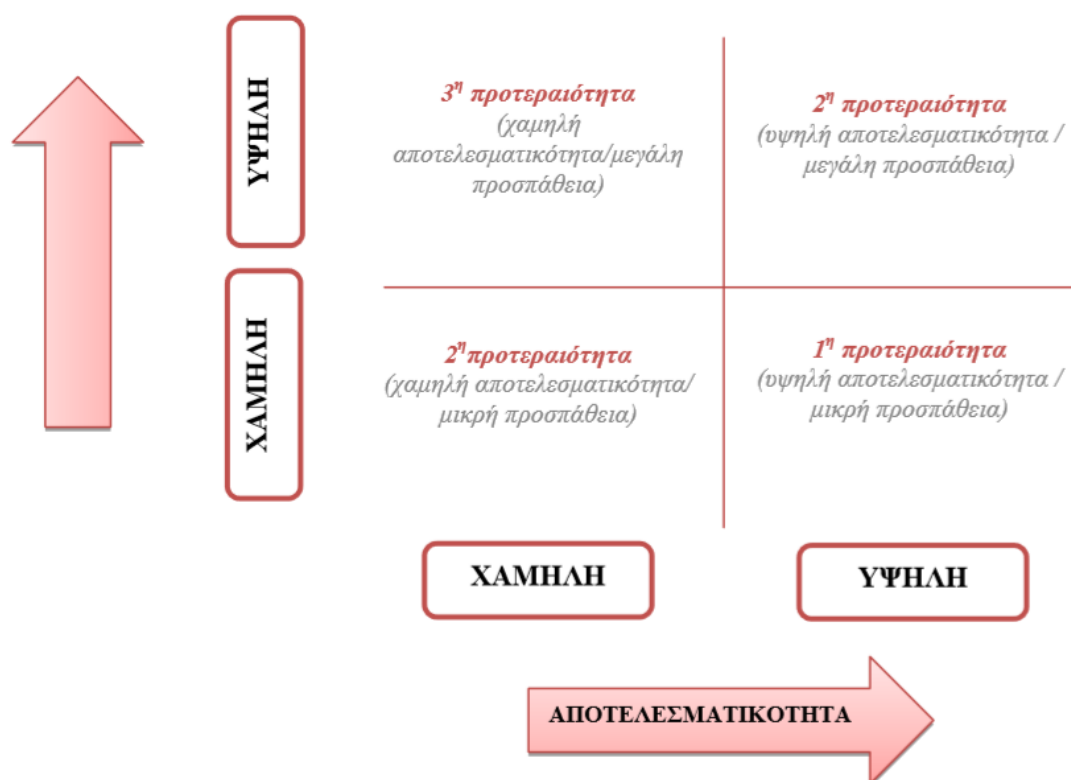 ΥΨΗΛΗ
3η προτεραιότητα
(χαμηλή
αποτελεσματικότητα/μεγάλη
προσπάθεια)
2η προτεραιότητα
(υψηλή αποτελεσματικότητα /
μεγάλη προσπάθεια)
ΧΑΜΗΛΗ
2ηπροτεραιότητα
(χαμηλή αποτελεσματικότητα/
μικρή προσπάθεια)
1η προτεραιότητα
(υψηλή αποτελεσματικότητα /
μικρή προσπάθεια)
ΧΑΜΗΛΗ
ΥΨΗΛΗ
ΑΠΟΤΕΛΕΣΜΑΤΙΚΟΤΗΤΑ